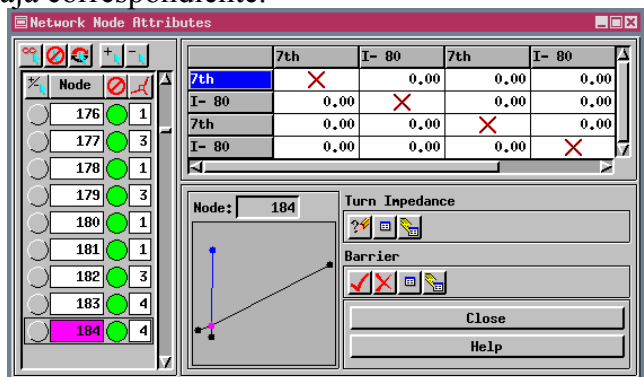 aja correspondiente.
Network Node Attributes
Node
176 1
177 3
178 1
179 3
180 1
181 1
182 3
183 4
184 4
7th I- 80 7th I- 80
7th 0.00 0.00 0.00
I- 80 0.00 0.00 0.00
7th 0.00 0.00 0.00
I- 80 0.00 0.00 0.00
Node: 184
Turn Impedance
Barrier
Close
Help